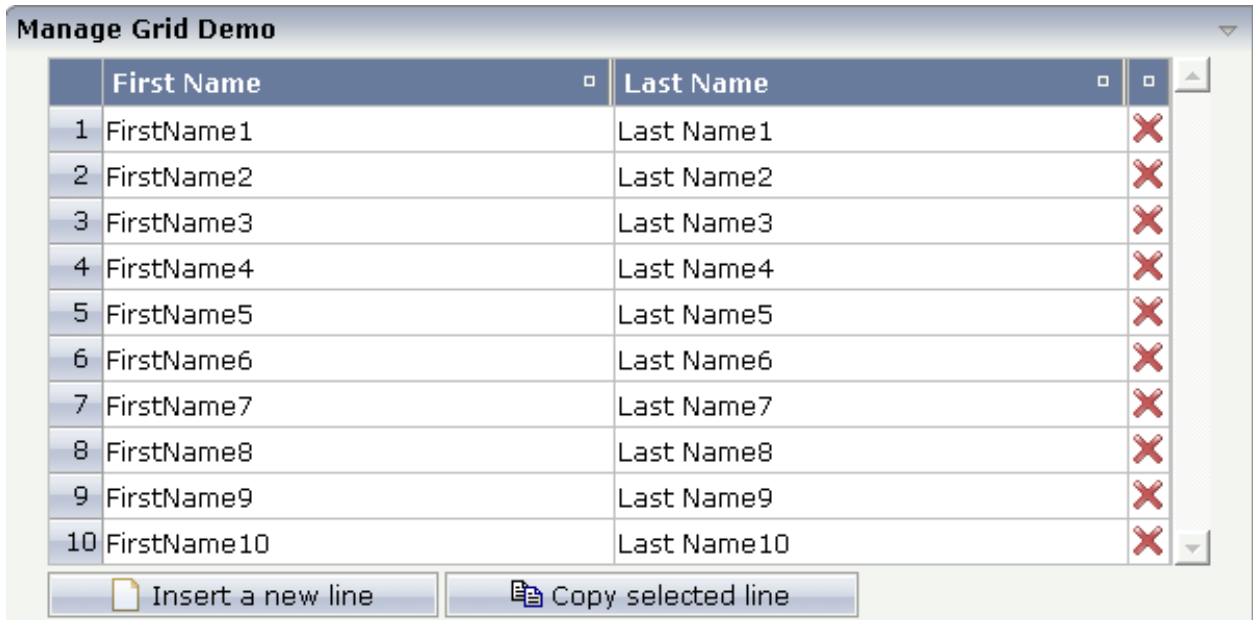 Manage Grid Demo
First Name Last Name
1 FirstName1 Last Name1
2 FirstName2 Last Name2
3 FirstName3 Last Name3
4 FirstName4 Last Name4
5 FirstName5 Last Name5
6 FirstName6 Last Name6
7 FirstName7 Last Name7
8 FirstName8 Last Name8
9 FirstName9 Last Name9
10 FirstName10 Last Name10
Insert a new line Copy selected line